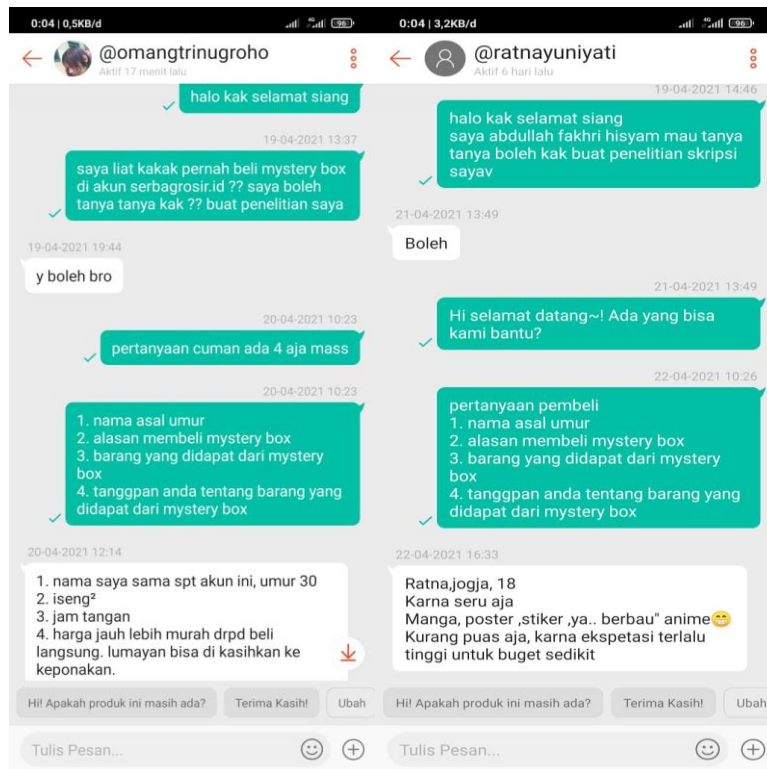 0:04 | 0,5KB/d
4G
96
@omangtrinugroho
Aktif 17 menit lalu
halo kak selamat siang
19-04-2021 13:37
saya liat kakak pernah beli mystery box
di akun serbagrosir.id ?? saya boleh
tanya tanya kak ?? buat penelitian saya
19-04-2021 19:44
y boleh bro
20-04-2021 10:23
pertanyaan cuman ada 4 aja mass
20-04-2021 10:23
1. nama asal umur
2. alasan membeli mystery box
3. barang yang didapat dari mystery
box
4. tanggpan anda tentang barang yang
didapat dari mystery box
20-04-2021 12:14
1. nama saya sama spt akun ini, umur 30
2. iseng²
3. jam tangan
4. harga jauh lebih murah drpd beli
langsung. lumayan bisa di kasihkan ke
keponakan.
Hi! Apakah produk ini masih ada?
Terima Kasih!
Ubah
Tulis Pesan...
0:04 | 3,2KB/d
4G
96
@ratnayuniyati
Aktif 6 hari lalu
19-04-2021 14:46
halo kak selamat siang
saya abdullah fakhri hisyam mau tanya
tanya boleh kak buat penelitian skripsi
sayav
21-04-2021 13:49
Boleh
21-04-2021 13:49
Hi selamat datang~! Ada yang bisa
kami bantu?
22-04-2021 10:26
pertanyaan pembeli
1. nama asal umur
2. alasan membeli mystery box
3. barang yang didapat dari mystery
box
4. tanggpan anda tentang barang yang
didapat dari mystery box
22-04-2021 16:33
Ratna,jogja, 18
Karna seru aja
Manga, poster ,stiker ,ya.. berbau" anime😁
Kurang puas aja, karna ekspetasi terlalu
tinggi untuk buget sedikit
Hi! Apakah produk ini masih ada?
Terima Kasih!
Ubah
Tulis Pesan...